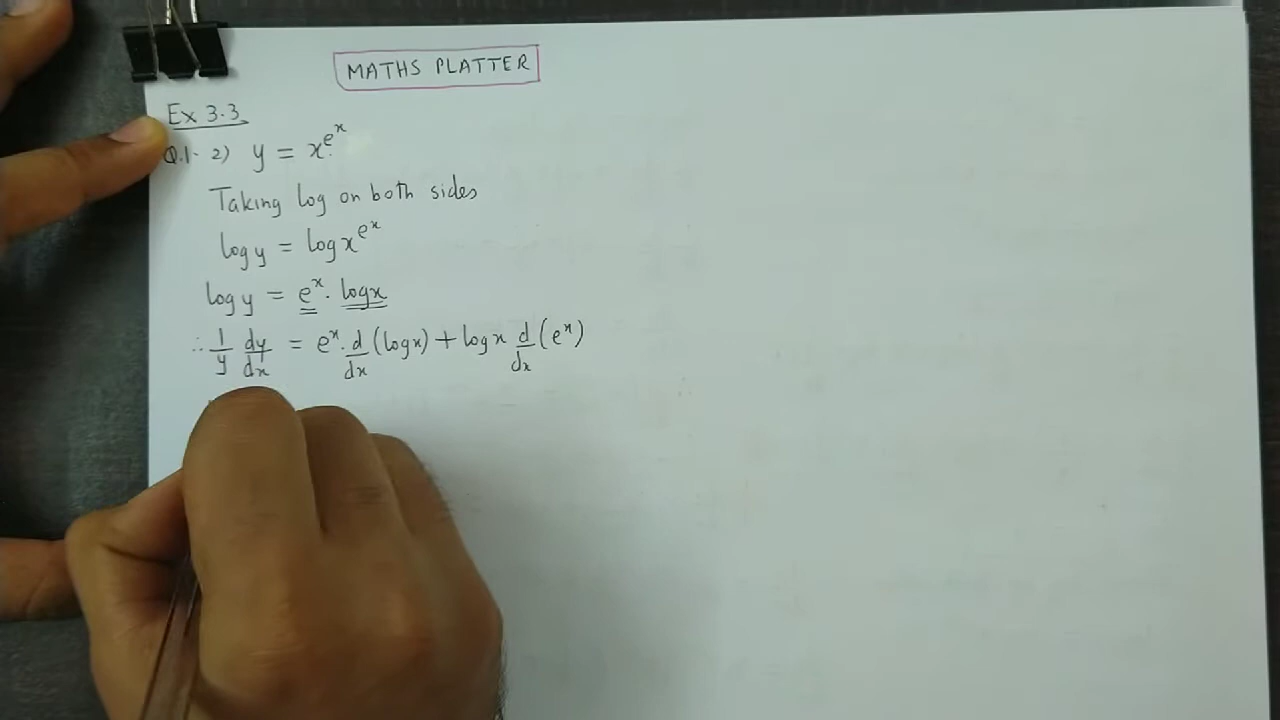 MATHS PLATTER
Ex 3.3
Q.1- 2) y = x^{e^x}
Taking log on both sides
log y = log x^{e^x}
log y = e^x . log x
∴ 1/y dy/dx = e^x . d/dx (log x) + log x d/dx (e^x)